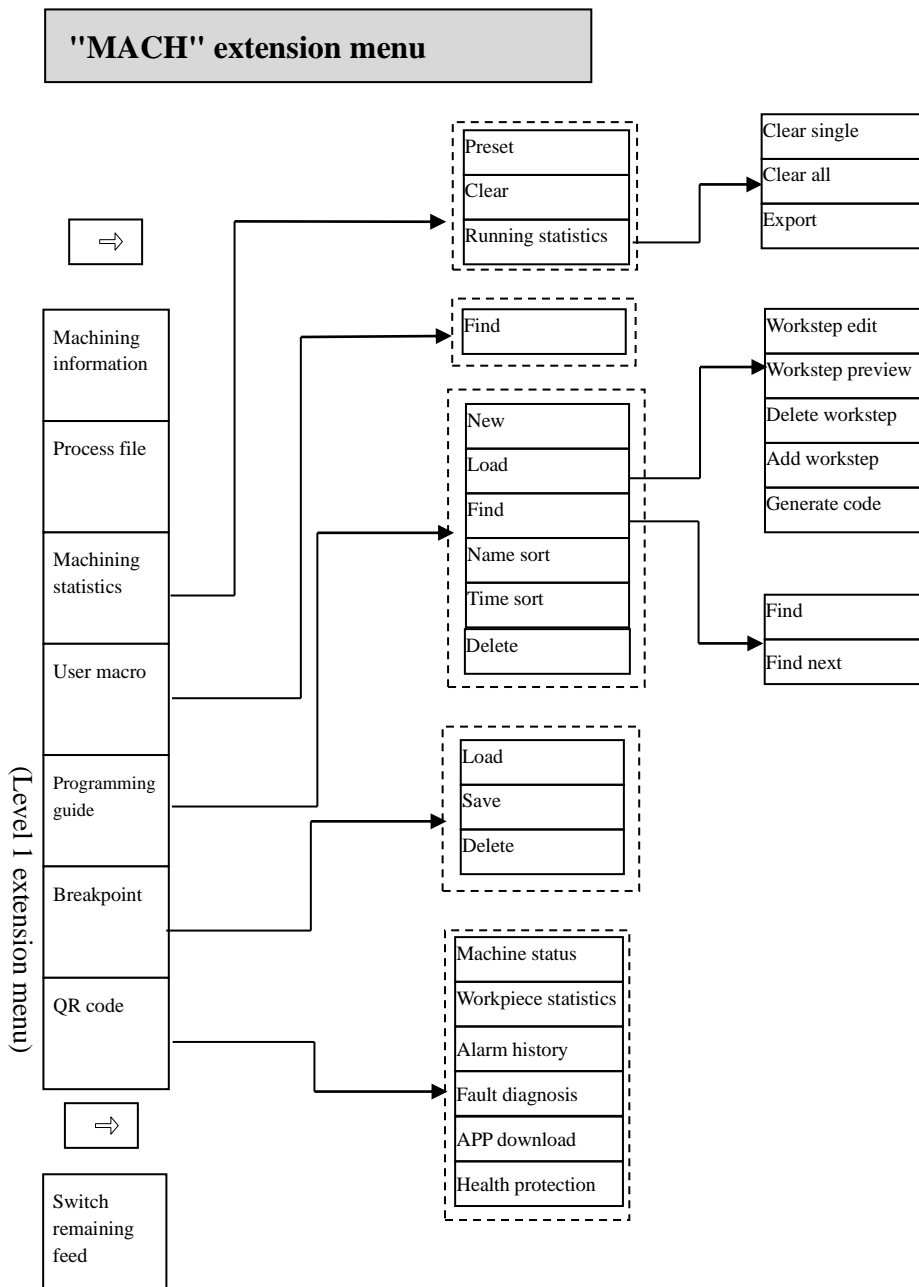 "MACH" extension menu
Machining
information
Process file
Machining
statistics
User macro
Programming
guide
Breakpoint
QR code
Switch
remaining
feed
(Level 1 extension menu)
Preset
Clear
Running statistics
Find
New
Load
Find
Name sort
Time sort
Delete
Load
Save
Delete
Machine status
Workpiece statistics
Alarm history
Fault diagnosis
APP download
Health protection
Clear single
Clear all
Export
Workstep edit
Workstep preview
Delete workstep
Add workstep
Generate code
Find
Find next